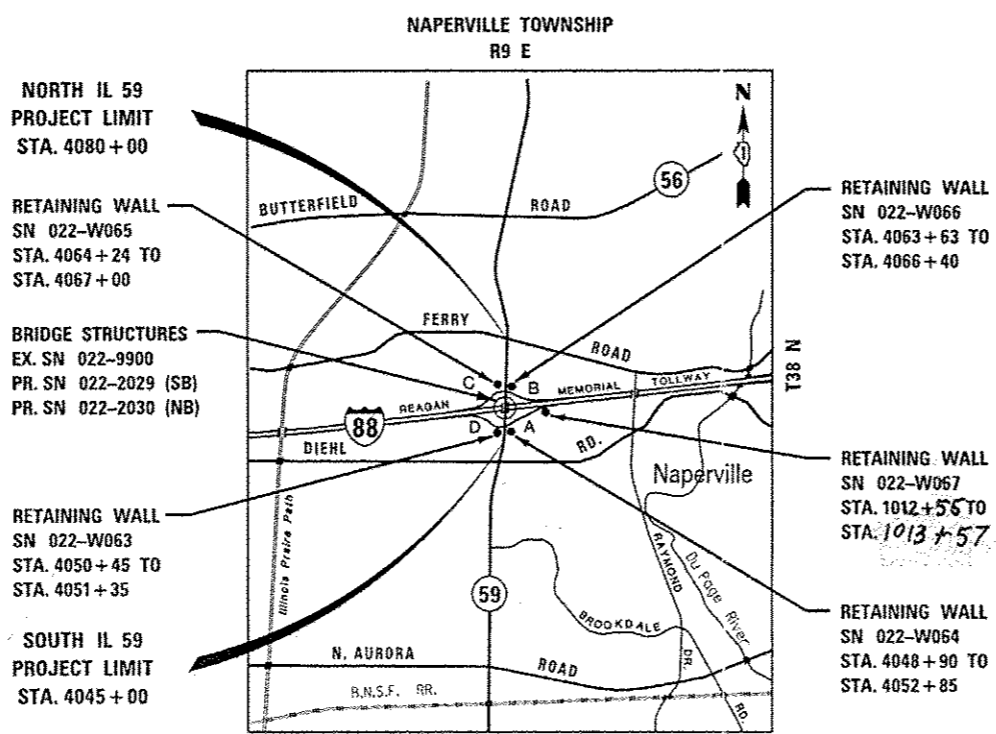 NAPERVILLE TOWNSHIP
R9 E
NORTH IL 59
PROJECT LIMIT
STA. 4080+00
RETAINING WALL
SN 022-W065
STA. 4064+24 TO
STA. 4067+00
BRIDGE STRUCTURES
EX. SN 022-9900
PR. SN 022-2029 (SB)
PR. SN 022-2030 (NB)
RETAINING WALL
SN 022-W063
STA. 4050+45 TO
STA. 4051+35
SOUTH IL 59
PROJECT LIMIT
STA. 4045+00
N
1
56
BUTTERFIELD ROAD
FERRY ROAD
C B
REAGAN MEMORIAL TOLLWAY
88
D A
DIEHL RD.
Naperville
Illinois Praire Path
59
RAYMOND DR.
Du Page River
BROOKDALE RD.
N. AURORA ROAD
B.N.S.F. RR.
T38 N
RETAINING WALL
SN 022-W066
STA. 4063+63 TO
STA. 4066+40
RETAINING WALL
SN 022-W067
STA. 1012+55 TO
STA. 1013+57
RETAINING WALL
SN 022-W064
STA. 4048+90 TO
STA. 4052+85